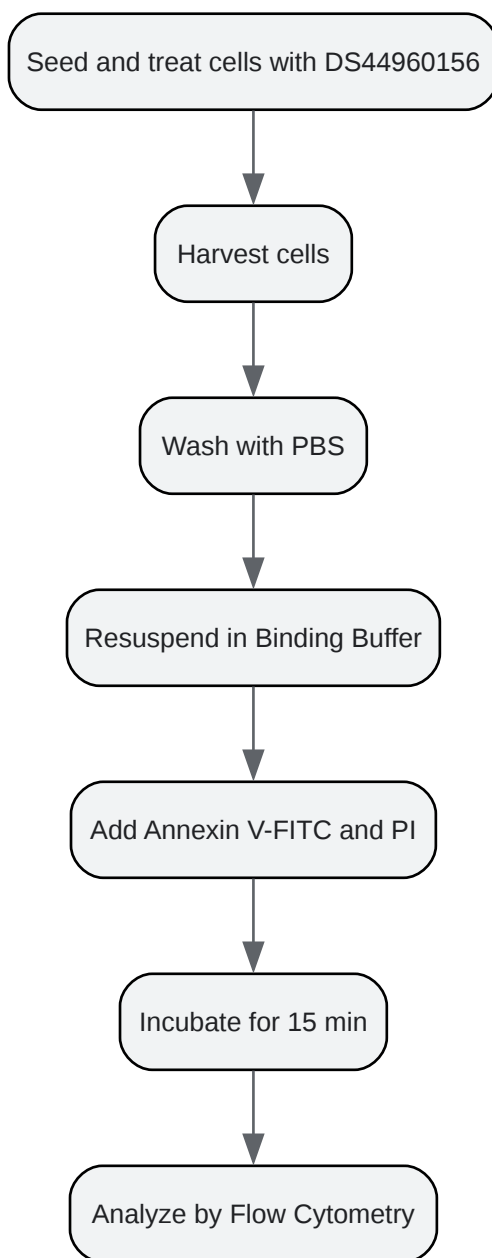 Seed and treat cells with DS44960156
Harvest cells
Wash with PBS
Resuspend in Binding Buffer
Add Annexin V-FITC and PI
Incubate for 15 min
Analyze by Flow Cytometry